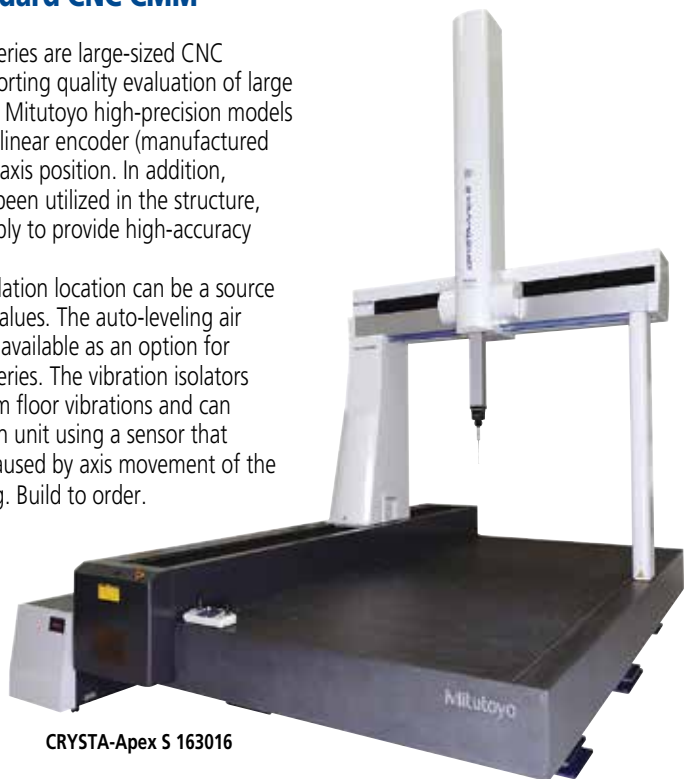 dard CNC CMM
eries are large-sized CNC
orting quality evaluation of large
Mitutoyo high-precision models
linear encoder (manufactured
axis position. In addition,
been utilized in the structure,
bly to provide high-accuracy
lation location can be a source
alues. The auto-leveling air
available as an option for
eries. The vibration isolators
m floor vibrations and can
n unit using a sensor that
aused by axis movement of the
g. Build to order.
CRYSTA-Apex S
Mitutoyo
CRYSTA-Apex S 163016